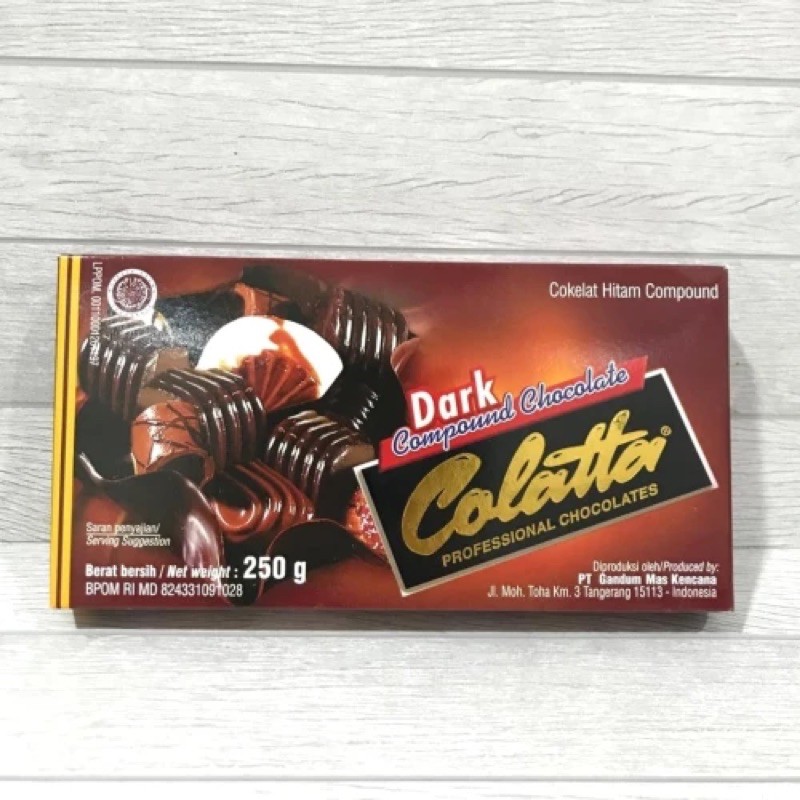 Cokelat Hitam Compound
Dark
Compound Chocolate
Colatta®
PROFESSIONAL CHOCOLATES
Saran penyajian/
Serving Suggestion
Berat bersih / Net weight : 250 g
BPOM RI MD 824331091028
Diproduksi oleh/Produced by:
PT Gandum Mas Kencana
Jl. Moh. Toha Km. 3 Tangerang 15113 - Indonesia
LPPOM